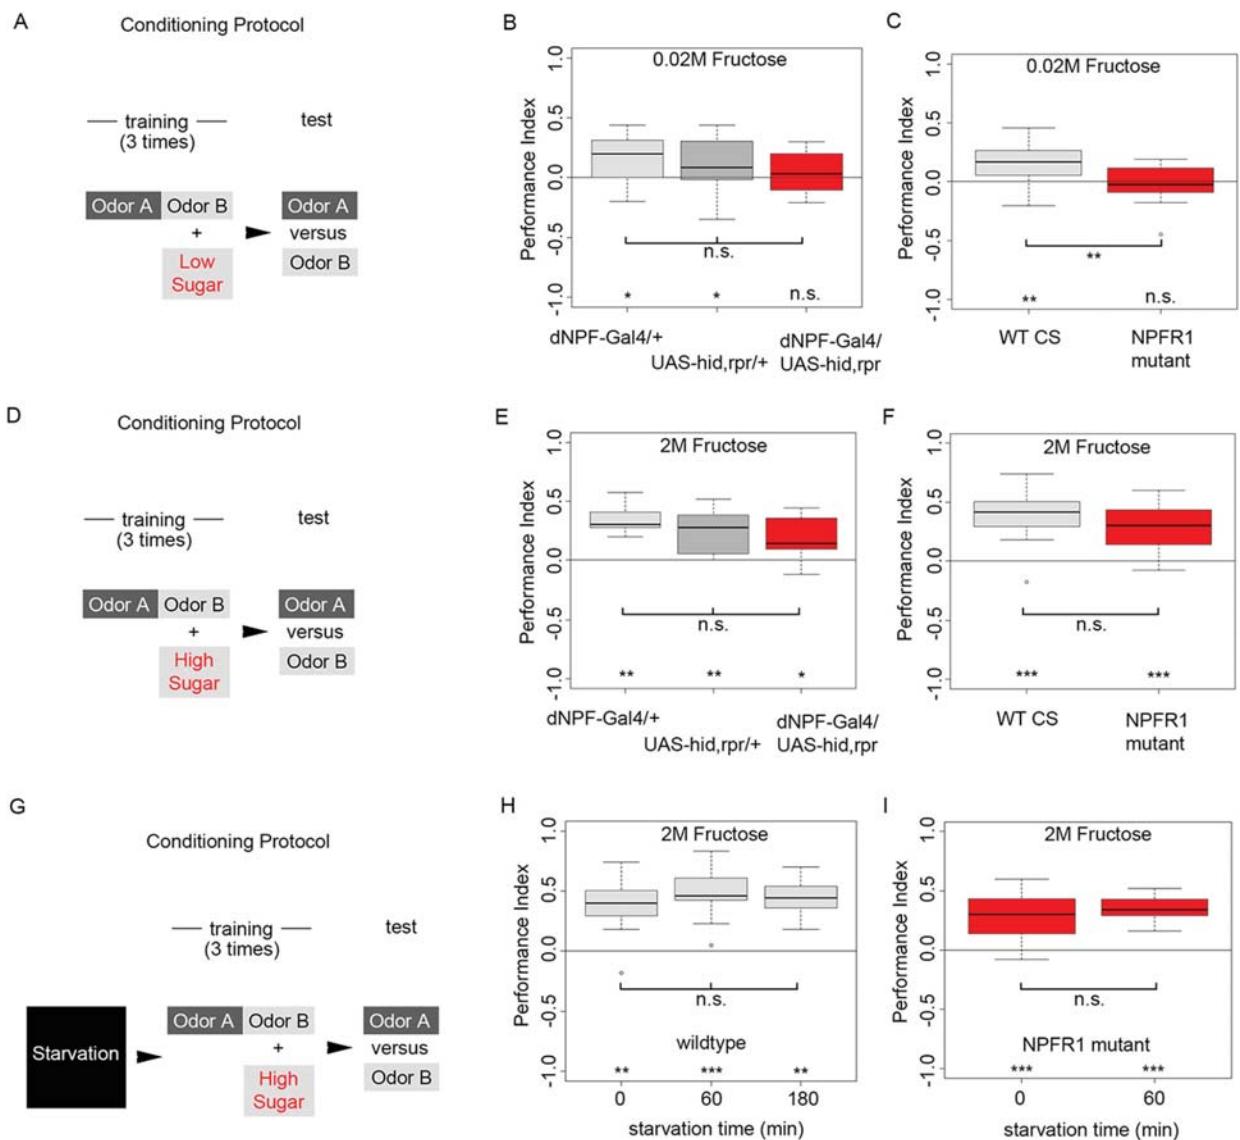 A
Conditioning Protocol
training
(3 times)
test
Odor A
Odor B
+
Low
Sugar
Odor A
versus
Odor B
B
0.02M Fructose
Performance Index
1.0
0.5
0.0
-0.5
-1.0
n.s.
*
*
n.s.
dNPF-Gal4/+
UAS-hid,rpr/+
dNPF-Gal4/
UAS-hid,rpr
C
0.02M Fructose
Performance Index
1.0
0.5
0.0
-0.5
-1.0
**
**
n.s.
WT CS
NPFR1
mutant
D
Conditioning Protocol
training
(3 times)
test
Odor A
Odor B
+
High
Sugar
Odor A
versus
Odor B
E
2M Fructose
Performance Index
1.0
0.5
0.0
-0.5
-1.0
n.s.
**
**
*
dNPF-Gal4/+
UAS-hid,rpr/+
dNPF-Gal4/
UAS-hid,rpr
F
2M Fructose
Performance Index
1.0
0.5
0.0
-0.5
-1.0
n.s.
***
***
WT CS
NPFR1
mutant
G
Conditioning Protocol
training
(3 times)
test
Starvation
Odor A
Odor B
+
High
Sugar
Odor A
versus
Odor B
H
2M Fructose
Performance Index
1.0
0.5
0.0
-0.5
-1.0
n.s.
wildtype
**
***
**
0
60
180
starvation time (min)
I
2M Fructose
Performance Index
1.0
0.5
0.0
-0.5
-1.0
n.s.
NPFR1 mutant
***
***
0
60
starvation time (min)